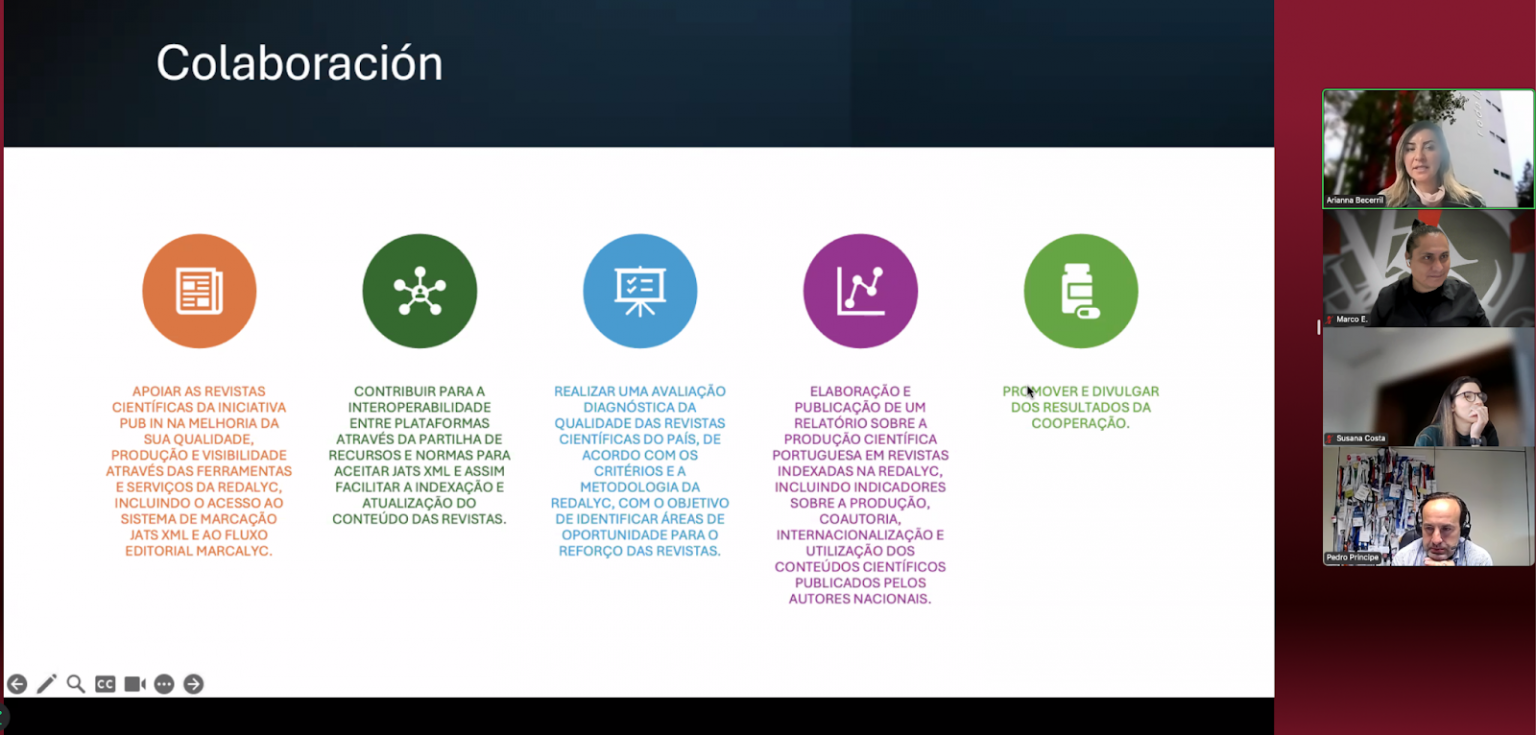 Colaboración
APOIAR AS REVISTAS
CIENTÍFICAS DA INICIATIVA
PUB IN NA MELHORIA DA
SUA QUALIDADE,
PRODUÇÃO E VISIBILIDADE
ATRAVÉS DAS FERRAMENTAS
E SERVIÇOS DA REDALYC,
INCLUINDO O ACESSO AO
SISTEMA DE MARCAÇÃO
JATS XML E AO FLUXO
EDITORIAL MARCALYC.
CONTRIBUIR PARA A
INTEROPERABILIDADE
ENTRE PLATAFORMAS
ATRAVÉS DA PARTILHA DE
RECURSOS E NORMAS PARA
ACEITAR JATS XML E ASSIM
FACILITAR A INDEXAÇÃO E
ATUALIZAÇÃO DO
CONTEÚDO DAS REVISTAS.
REALIZAR UMA AVALIAÇÃO
DIAGNÓSTICA DA
QUALIDADE DAS REVISTAS
CIENTÍFICAS DO PAÍS, DE
ACORDO COM OS
CRITÉRIOS E A
METODOLOGIA DA
REDALYC, COM O OBJETIVO
DE IDENTIFICAR ÁREAS DE
OPORTUNIDADE PARA O
REFORÇO DAS REVISTAS.
ELABORAÇÃO E
PUBLICAÇÃO DE UM
RELATÓRIO SOBRE A
PRODUÇÃO CIENTÍFICA
PORTUGUESA EM REVISTAS
INDEXADAS NA REDALYC,
INCLUINDO INDICADORES
SOBRE A PRODUÇÃO,
COAUTORIA,
INTERNACIONALIZAÇÃO E
UTILIZAÇÃO DOS
CONTEÚDOS CIENTÍFICOS
PUBLICADOS PELOS
AUTORES NACIONAIS.
PROMOVER E DIVULGAR
DOS RESULTADOS DA
COOPERAÇÃO.
CC
Arianna Becerril
Marco E.
Susana Costa
Pedro Principe